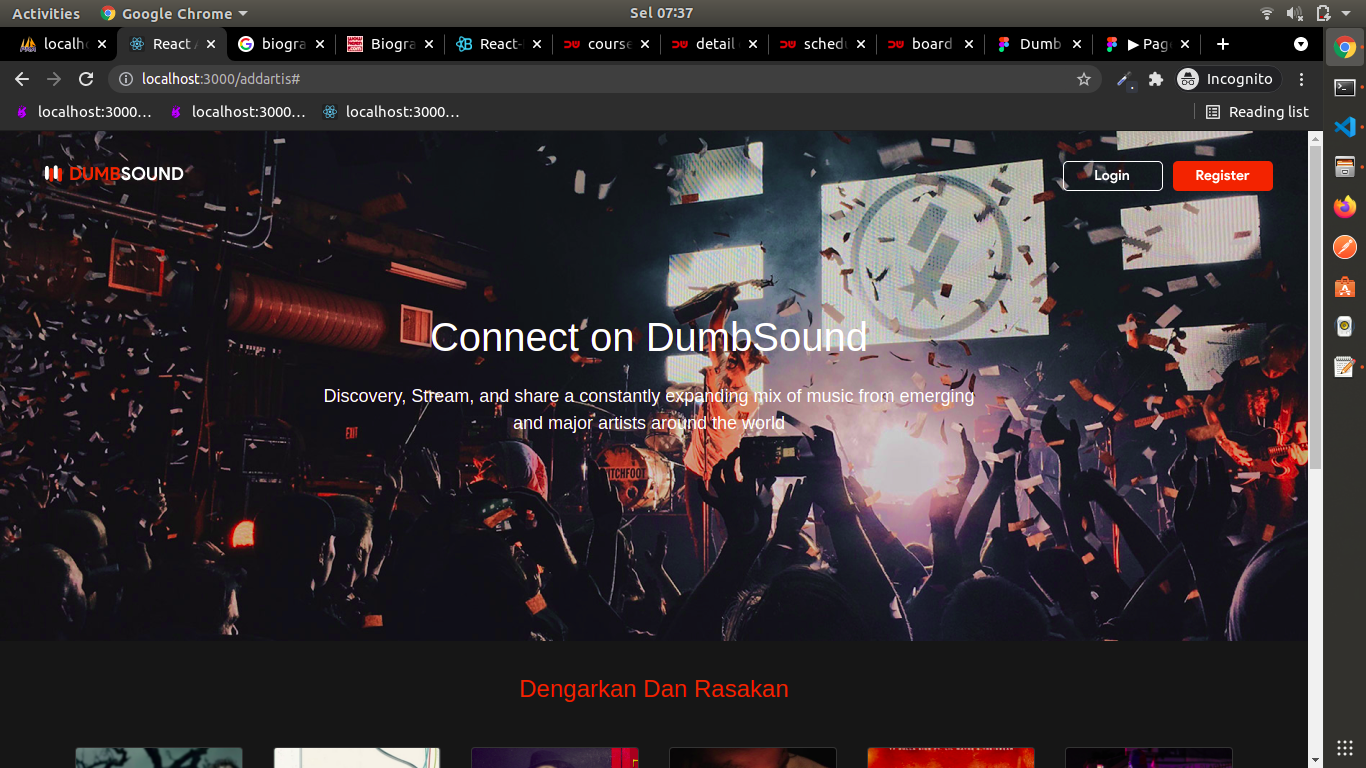 Activities
Google Chrome
Sel 07:37
localh
React A
biogra
Biogra
React-
course
detail
schedu
board
Dumb
▶ Pag
localhost:3000/addartis#
Incognito
localhost:3000…
localhost:3000…
localhost:3000…
Reading list
DUMBSOUND
Login
Register
Connect on DumbSound
Discovery, Stream, and share a constantly expanding mix of music from emerging
and major artists around the world
EXIT
Dengarkan Dan Rasakan